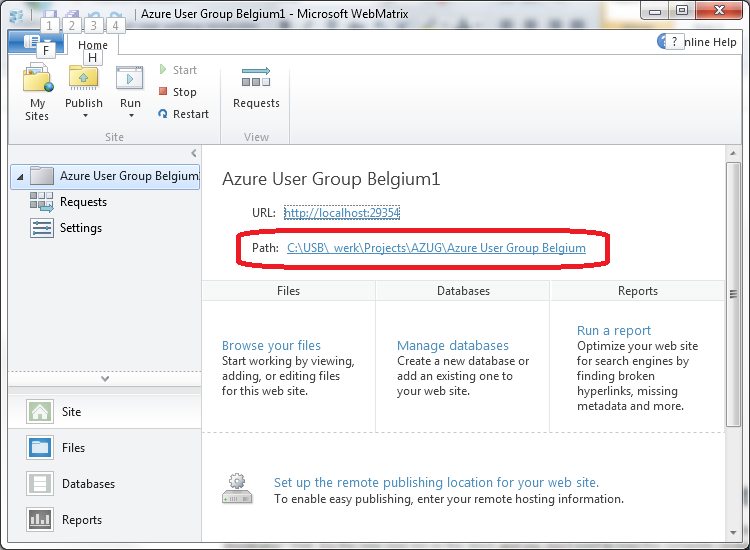 Azure User Group Belgium1 - Microsoft WebMatrix
1 2 3 4
F
Home
H
? nline Help
My Sites
Publish
Run
Start
Stop
Restart
Requests
Site
View
Azure User Group Belgium
Requests
Settings
Site
Files
Databases
Reports
Azure User Group Belgium1
URL: http://localhost:29354
Path: C:\USB\_werk\Projects\AZUG\Azure User Group Belgium
Files
Databases
Reports
Browse your files
Start working by viewing,
adding, or editing files
for this web site.
Manage databases
Create a new database or
add an existing one to
your web site.
Run a report
Optimize your web site
for search engines by
finding broken
hyperlinks, missing
metadata and more.
Set up the remote publishing location for your web site.
To enable easy publishing, enter your remote hosting information.